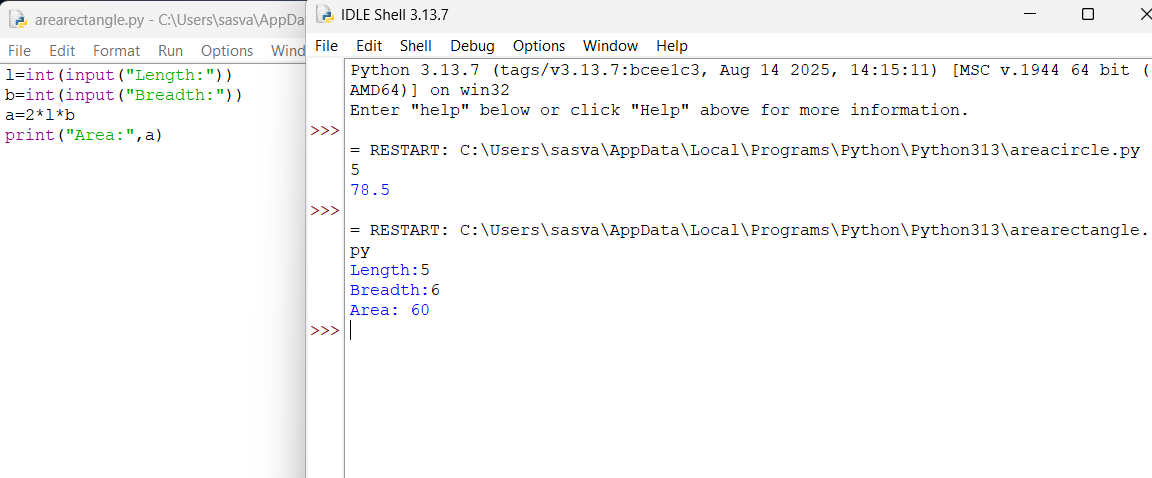 arearectangle.py - C:\Users\sasva\AppDa
File Edit Format Run Options Wind
l=int(input("Length:"))
b=int(input("Breadth:"))
a=2*l*b
print("Area:",a)
IDLE Shell 3.13.7
File Edit Shell Debug Options Window Help
Python 3.13.7 (tags/v3.13.7:bcee1c3, Aug 14 2025, 14:15:11) [MSC v.1944 64 bit (
AMD64)] on win32
Enter "help" below or click "Help" above for more information.
>>>
= RESTART: C:\Users\sasva\AppData\Local\Programs\Python\Python313\areacircle.py
5
78.5
>>>
= RESTART: C:\Users\sasva\AppData\Local\Programs\Python\Python313\arearectangle.
py
Length:5
Breadth:6
Area: 60
>>>